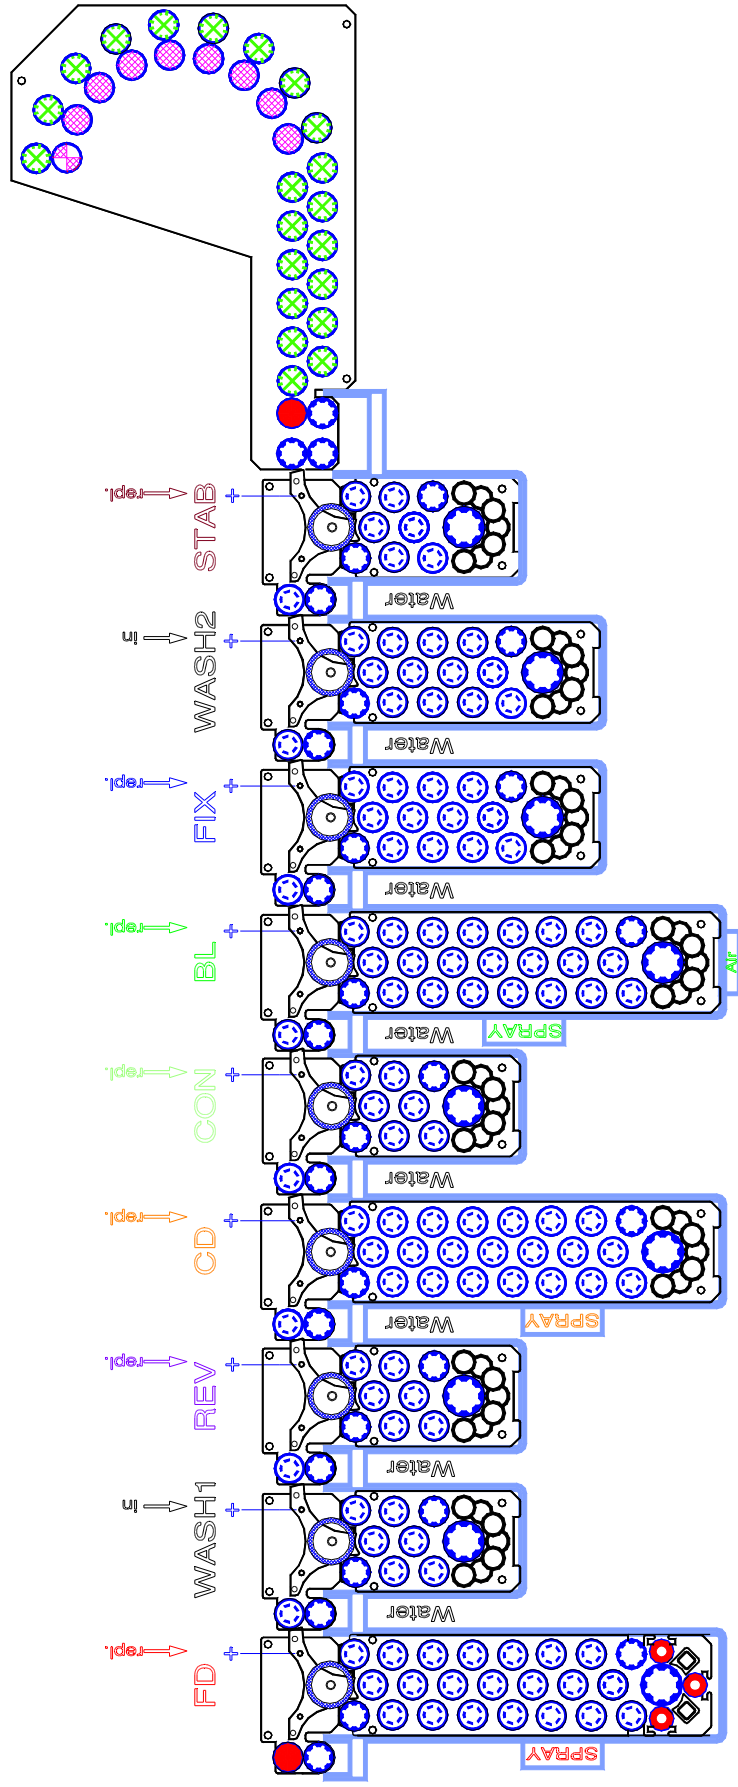 repl.
STAB
Water
in
WASH2
Water
repl.
FIX
Water
repl.
BL
Air
SPRAY
Water
repl.
CON
Water
repl.
CD
SPRAY
Water
repl.
REV
Water
in
WASH1
Water
repl.
FD
SPRAY